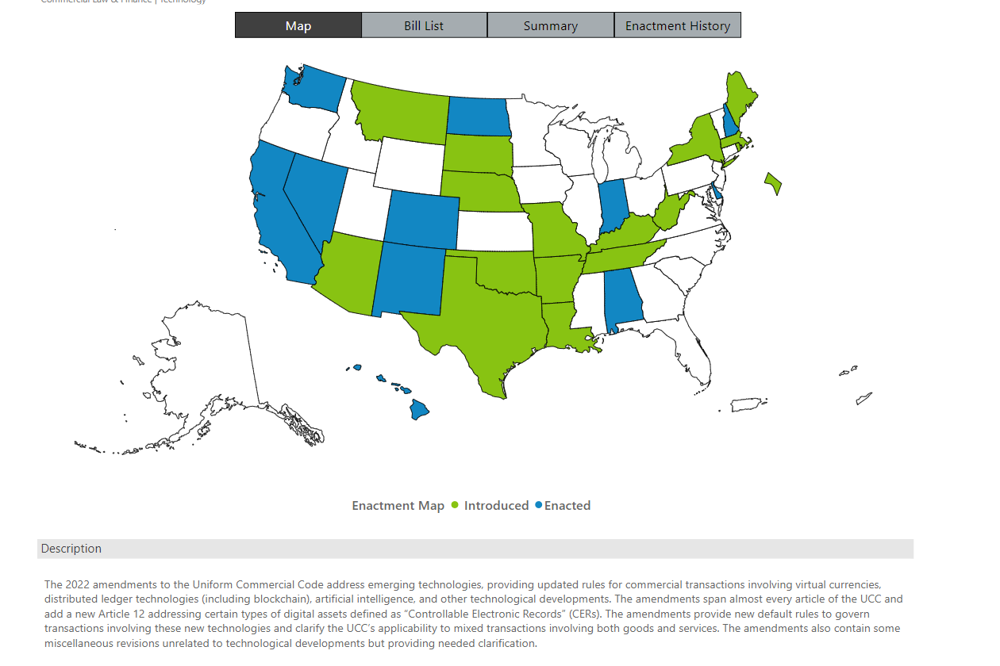 Commercial Law & Finance | Technology
Map
Bill List
Summary
Enactment History
Enactment Map Introduced Enacted
Description
The 2022 amendments to the Uniform Commercial Code address emerging technologies, providing updated rules for commercial transactions involving virtual currencies,
distributed ledger technologies (including blockchain), artificial intelligence, and other technological developments. The amendments span almost every article of the UCC and
add a new Article 12 addressing certain types of digital assets defined as “Controllable Electronic Records” (CERs). The amendments provide new default rules to govern
transactions involving these new technologies and clarify the UCC’s applicability to mixed transactions involving both goods and services. The amendments also contain some
miscellaneous revisions unrelated to technological developments but providing needed clarification.